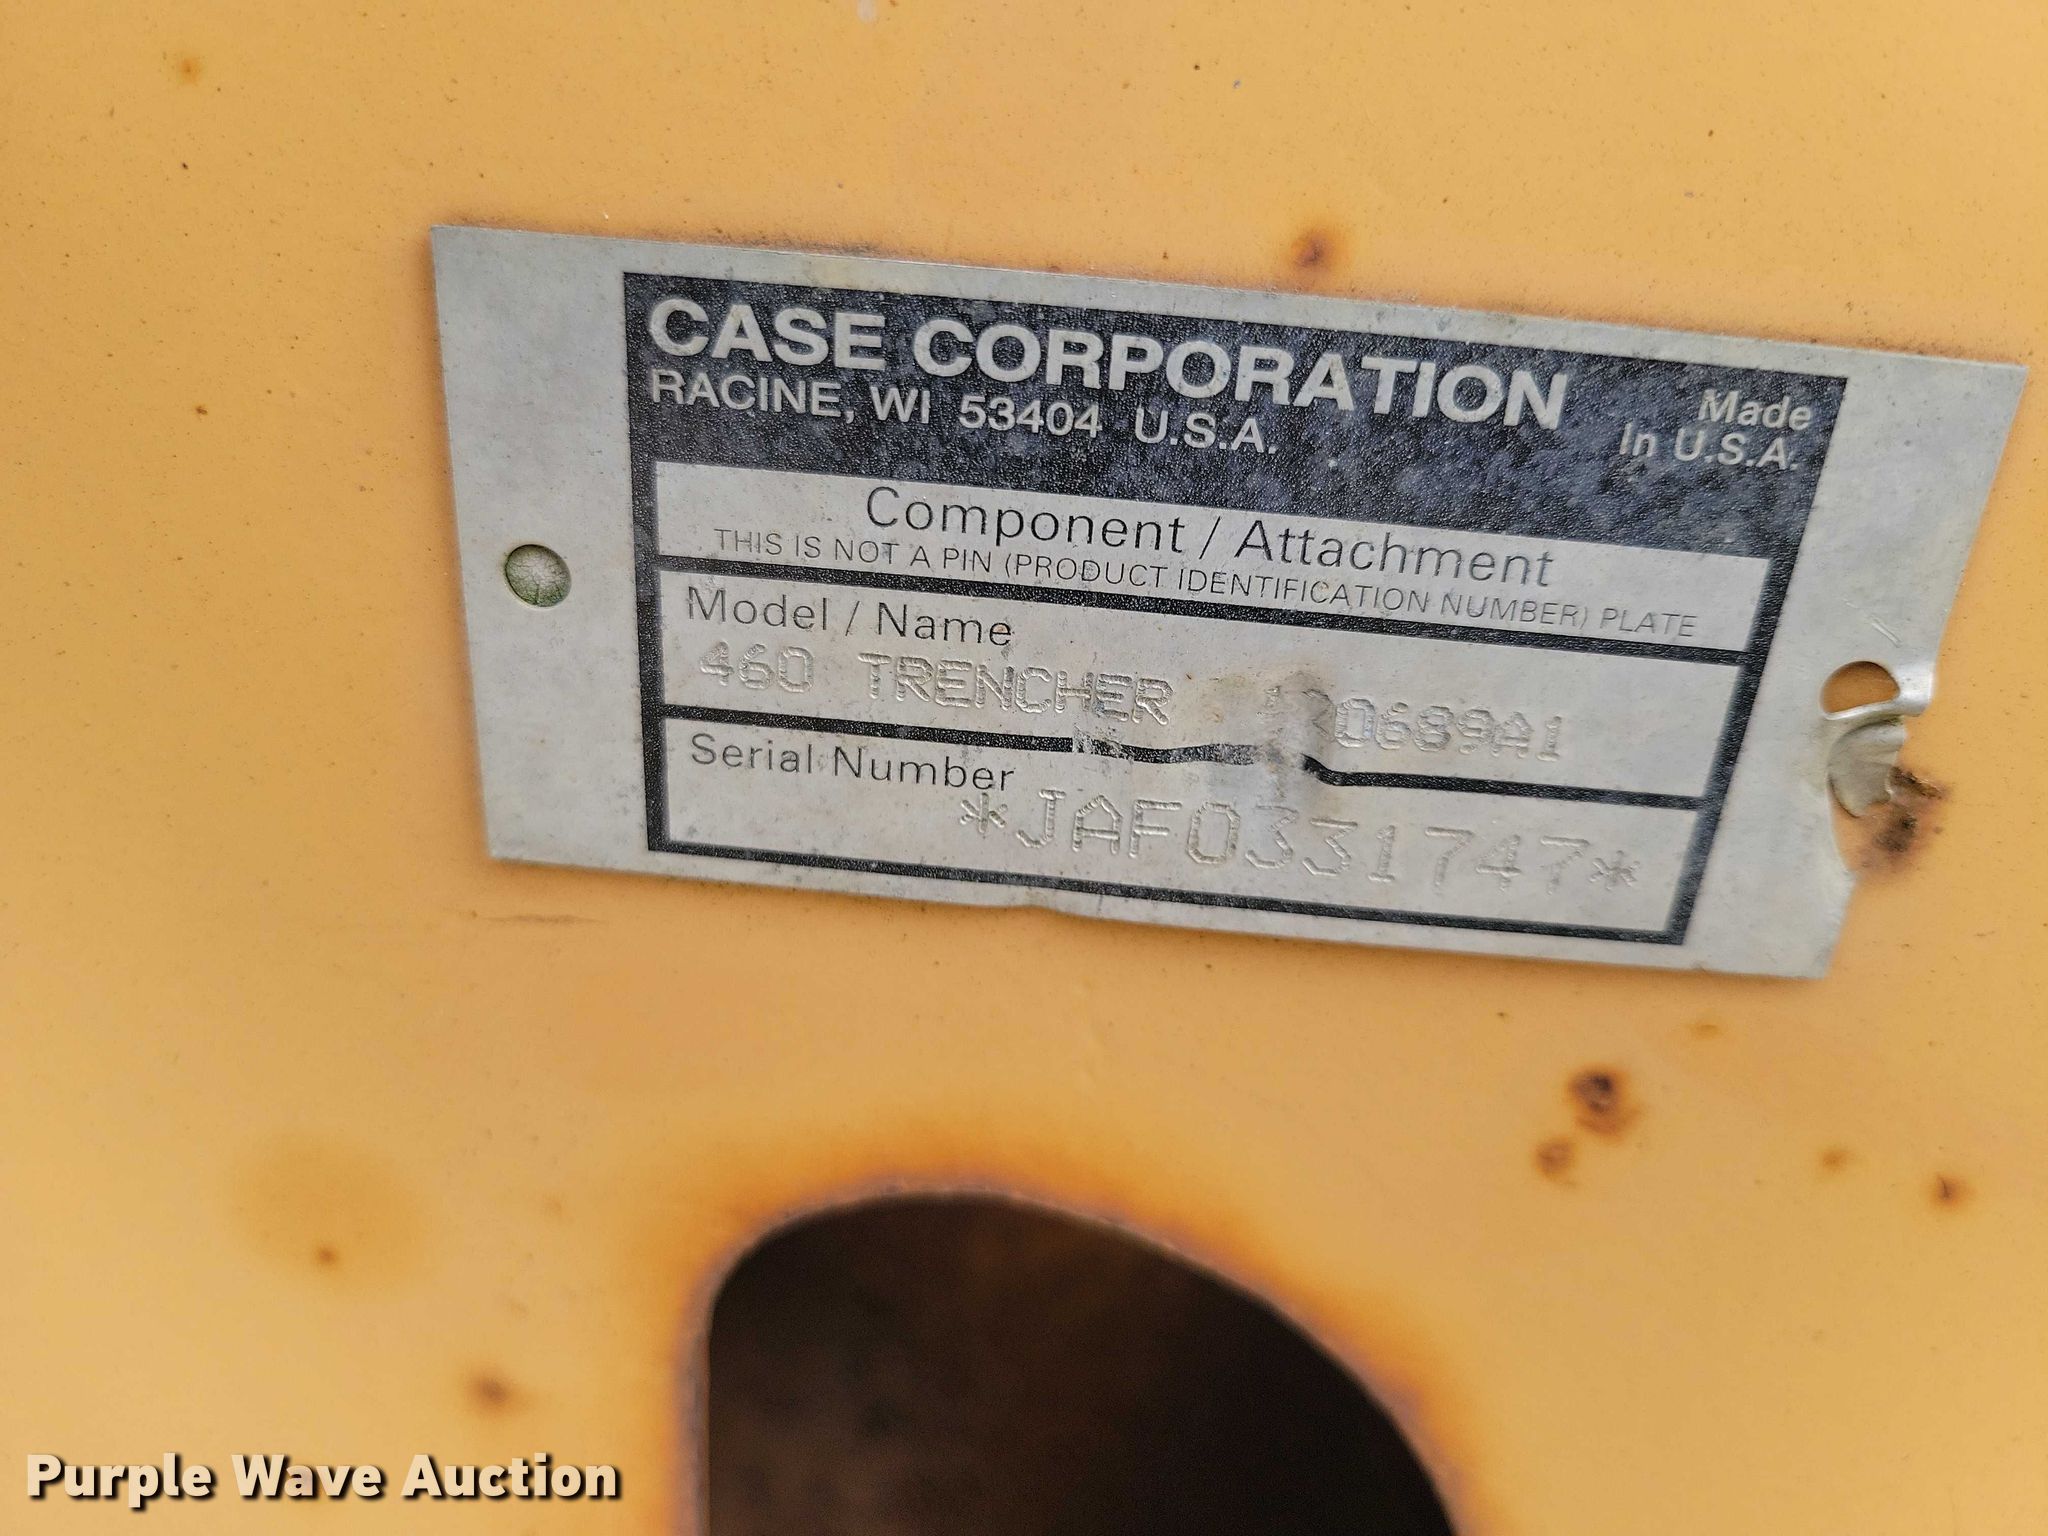 CASE CORPORATION
RACINE, WI 53404 U.S.A.
Made
In U.S.A.
Component / Attachment
THIS IS NOT A PIN (PRODUCT IDENTIFICATION NUMBER) PLATE
Model / Name
460 TRENCHER
Serial Number
*JAF0331747*
Purple Wave Auction